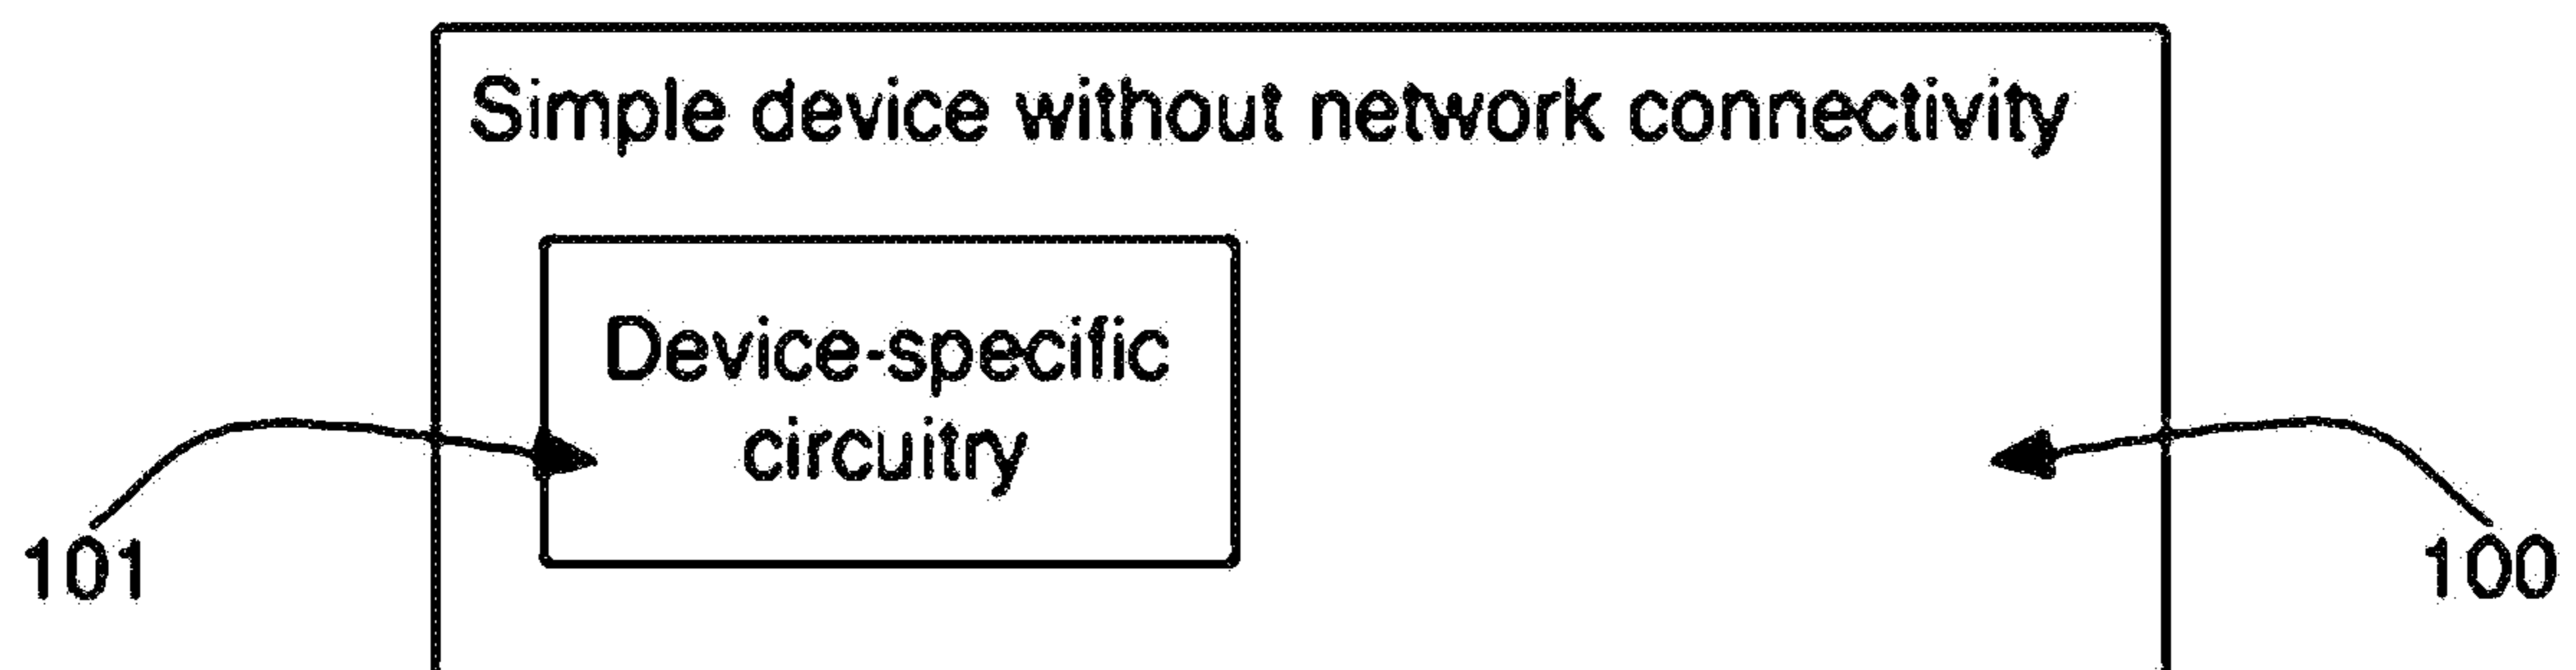 Simple device without network connectivity
Device-specific
circuitry
101
100